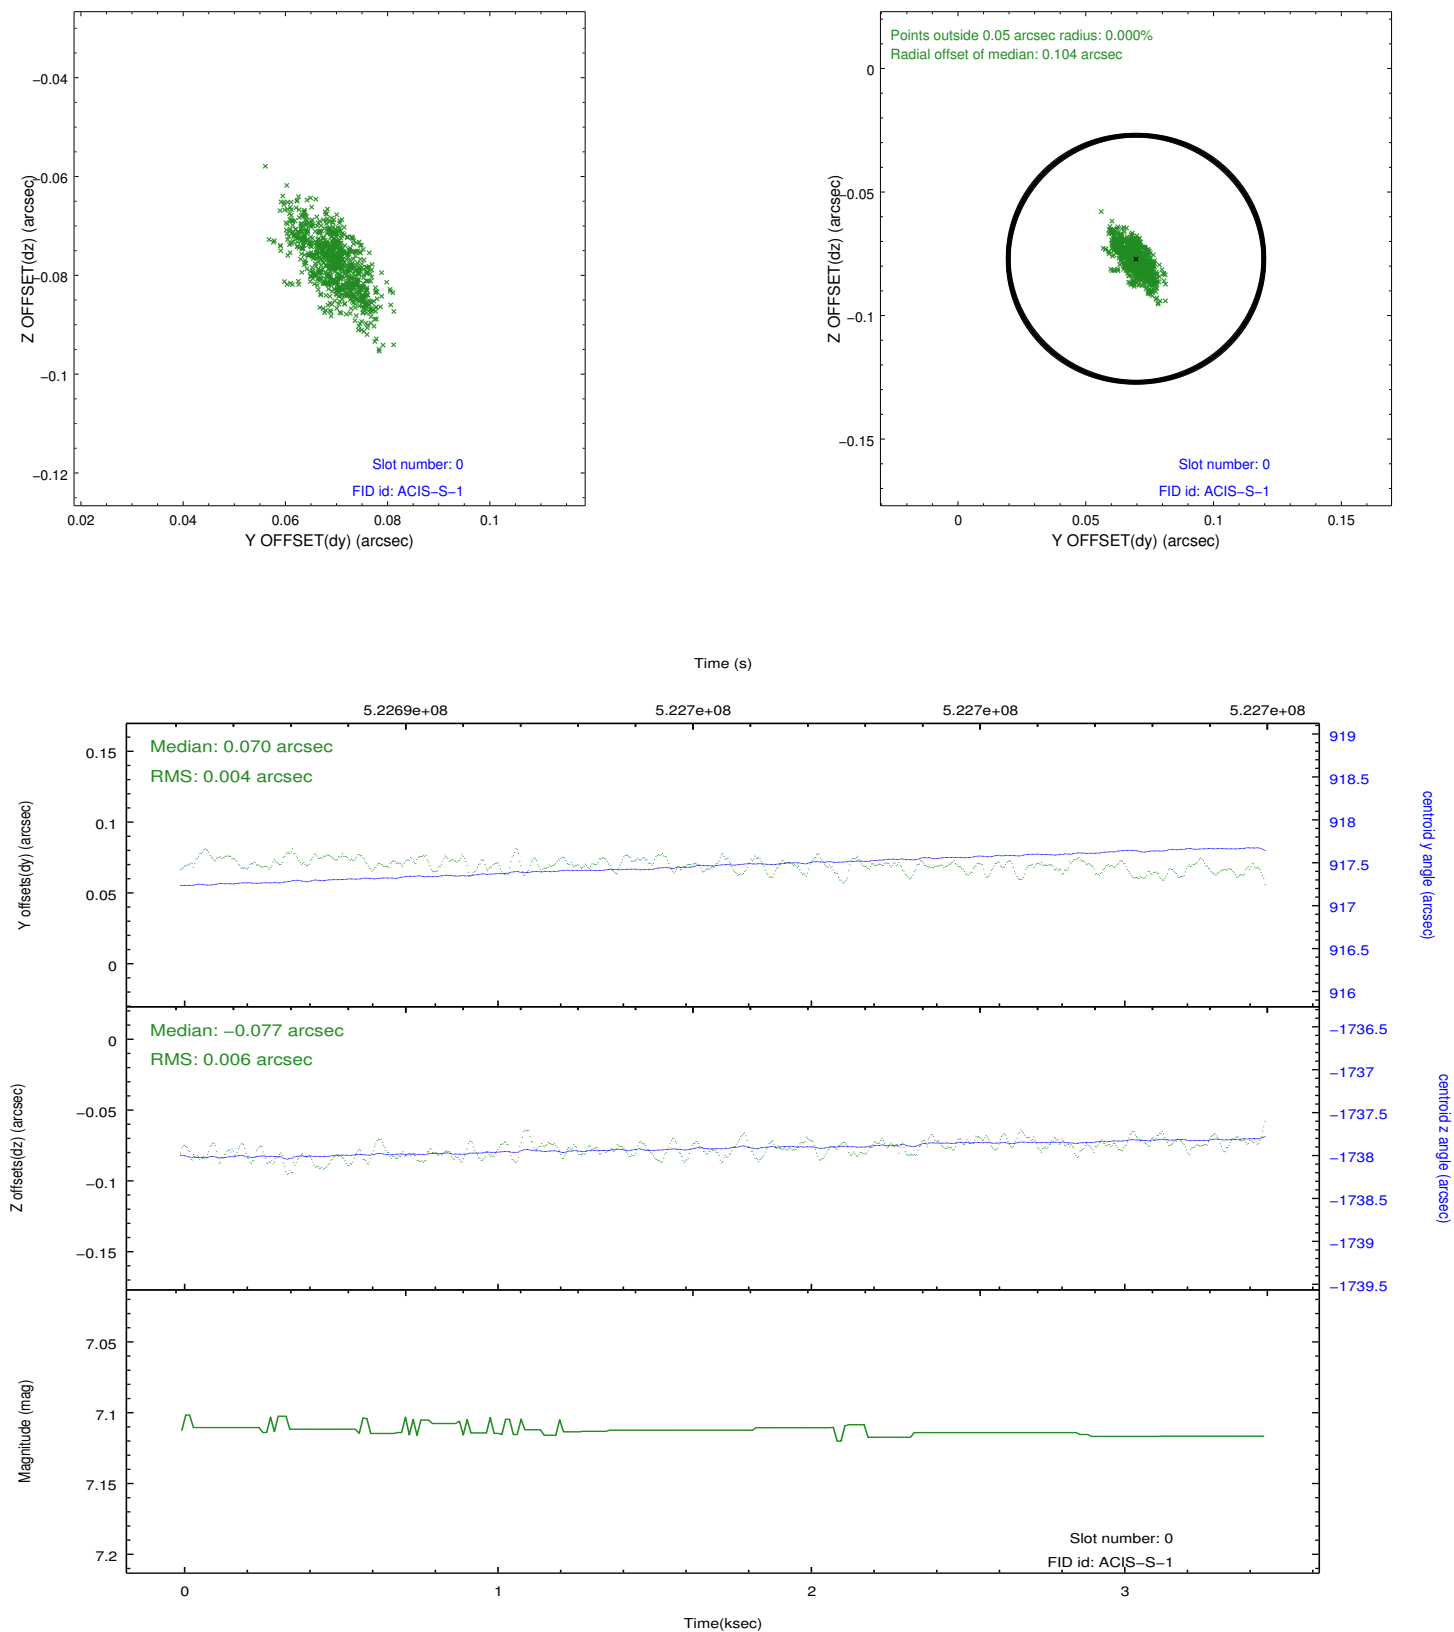 −0.04
−0.06
−0.08
−0.1
−0.12
Z OFFSET(dz) (arcsec)
Slot number: 0
FID id: ACIS−S−1
0.02 0.04 0.06 0.08 0.1
Y OFFSET(dy) (arcsec)
Points outside 0.05 arcsec radius: 0.000%
Radial offset of median: 0.104 arcsec
0
−0.05
−0.1
−0.15
Z OFFSET(dz) (arcsec)
Slot number: 0
FID id: ACIS−S−1
0 0.05 0.1 0.15
Y OFFSET(dy) (arcsec)
Time (s)
5.2269e+08 5.227e+08 5.227e+08 5.227e+08
Median: 0.070 arcsec
RMS: 0.004 arcsec
0.15
0.1
0.05
0
Y offsets(dy) (arcsec)
919
918.5
918
917.5
917
916.5
916
centroid y angle (arcsec)
Median: −0.077 arcsec
RMS: 0.006 arcsec
0
−0.05
−0.1
−0.15
Z offsets(dz) (arcsec)
−1736.5
−1737
−1737.5
−1738
−1738.5
−1739
−1739.5
centroid z angle (arcsec)
7.05
7.1
7.15
7.2
Magnitude (mag)
Slot number: 0
FID id: ACIS−S−1
0 1 2 3
Time(ksec)